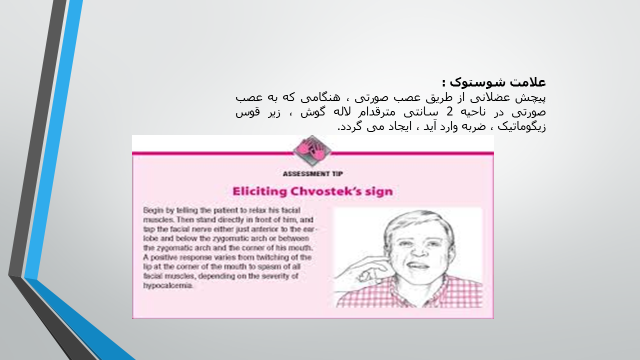 علامت شوستوک :
پیچش عضلانی از طریق عصب صورتی ، هنگامی که به عصب
صورتی در ناحیه 2 سانتی مترقدام لاله گوش ، زیر قوس
زیگوماتیک ، ضربه وارد آید ، ایجاد می گردد.
ASSESSMENT TIP
Eliciting Chvostek's sign
Begin by telling the patient to relax his facial
muscles. Then stand directly in front of him, and
tap the facial nerve either just anterior to the ear-
lobe and below the zygomatic arch or between
the zygomatic arch and the corner of his mouth.
A positive response varies from twitching of the
lip at the corner of the mouth to spasm of all
facial muscles, depending on the severity of
hypocalcemia.